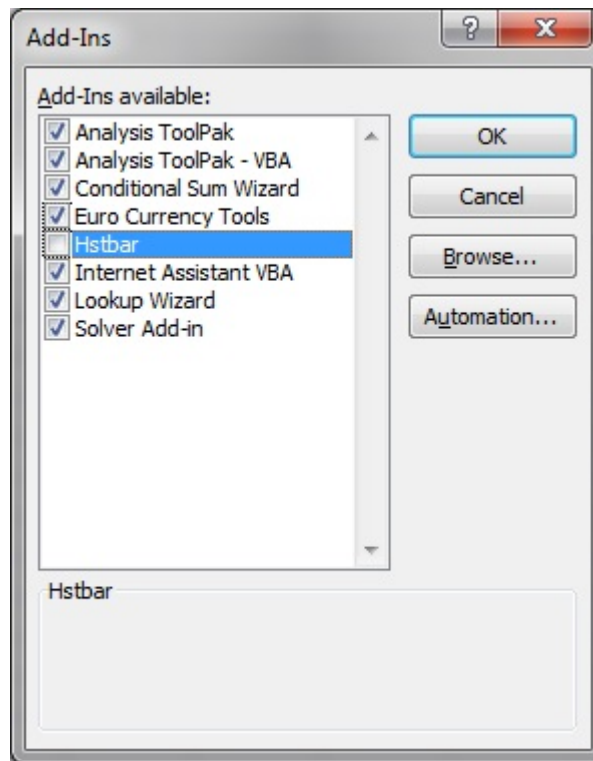 Add-Ins
?
Add-Ins available:
Analysis ToolPak
Analysis ToolPak - VBA
Conditional Sum Wizard
Euro Currency Tools
Hstbar
Internet Assistant VBA
Lookup Wizard
Solver Add-in
OK
Cancel
Browse...
Automation...
Hstbar